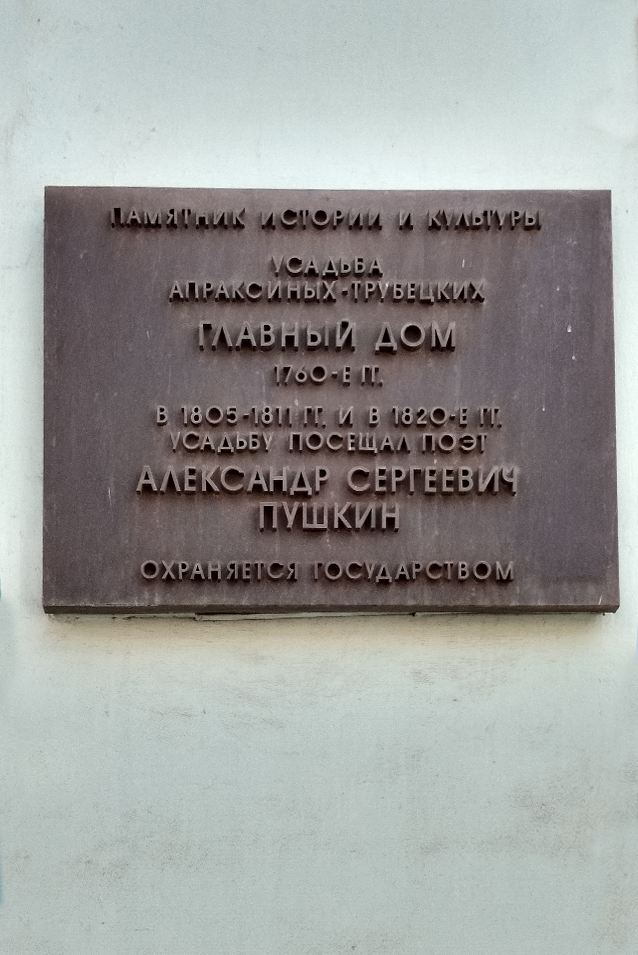 ПАМЯТНИК ИСТОРИИ И КУЛЬТУРЫ
УСАДЬБА
АПРАКСИНЫХ-ТРУБЕЦКИХ
ГЛАВНЫЙ ДОМ
1760-Е ГГ.
В 1805-1811 ГГ. И В 1820-Е ГГ.
УСАДЬБУ ПОСЕЩАЛ ПОЭТ
АЛЕКСАНДР СЕРГЕЕВИЧ
ПУШКИН
ОХРАНЯЕТСЯ ГОСУДАРСТВОМ